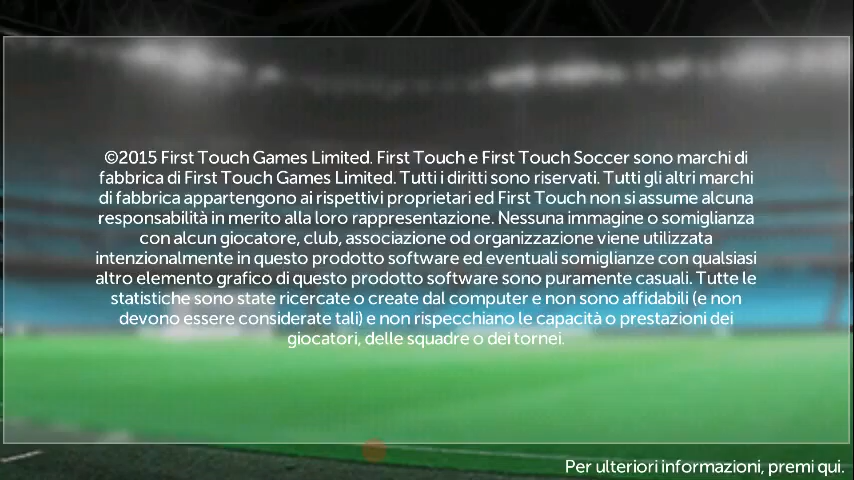 ©2015 First Touch Games Limited. First Touch e First Touch Soccer sono marchi di
fabbrica di First Touch Games Limited. Tutti i diritti sono riservati. Tutti gli altri marchi
di fabbrica appartengono ai rispettivi proprietari ed First Touch non si assume alcuna
responsabilità in merito alla loro rappresentazione. Nessuna immagine o somiglianza
con alcun giocatore, club, associazione od organizzazione viene utilizzata
intenzionalmente in questo prodotto software ed eventuali somiglianze con qualsiasi
altro elemento grafico di questo prodotto software sono puramente casuali. Tutte le
statistiche sono state ricercate o create dal computer e non sono affidabili (e non
devono essere considerate tali) e non rispecchiano le capacità o prestazioni dei
giocatori, delle squadre o dei tornei.
Per ulteriori informazioni, premi qui.